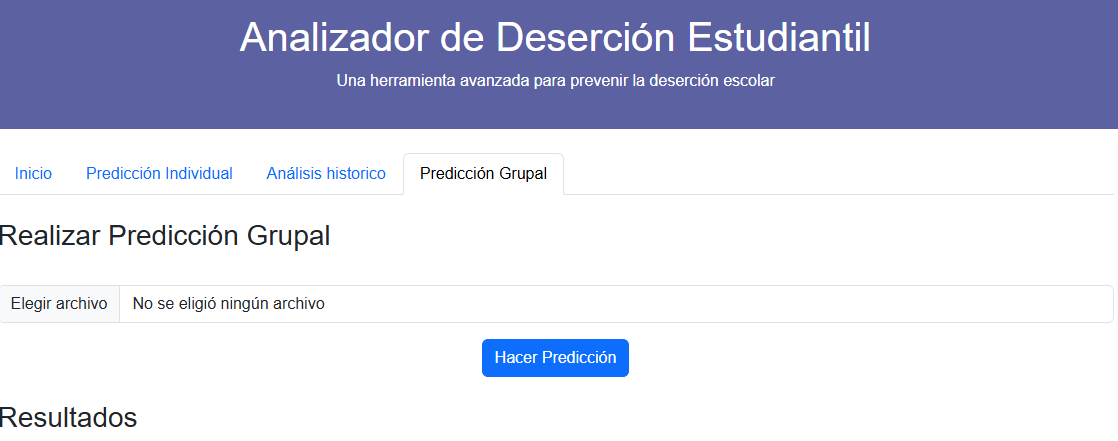 Analizador de Deserción Estudiantil
Una herramienta avanzada para prevenir la deserción escolar
Inicio Predicción Individual Análisis historico Predicción Grupal
Realizar Predicción Grupal
Elegir archivo No se eligió ningún archivo
Hacer Predicción
Resultados